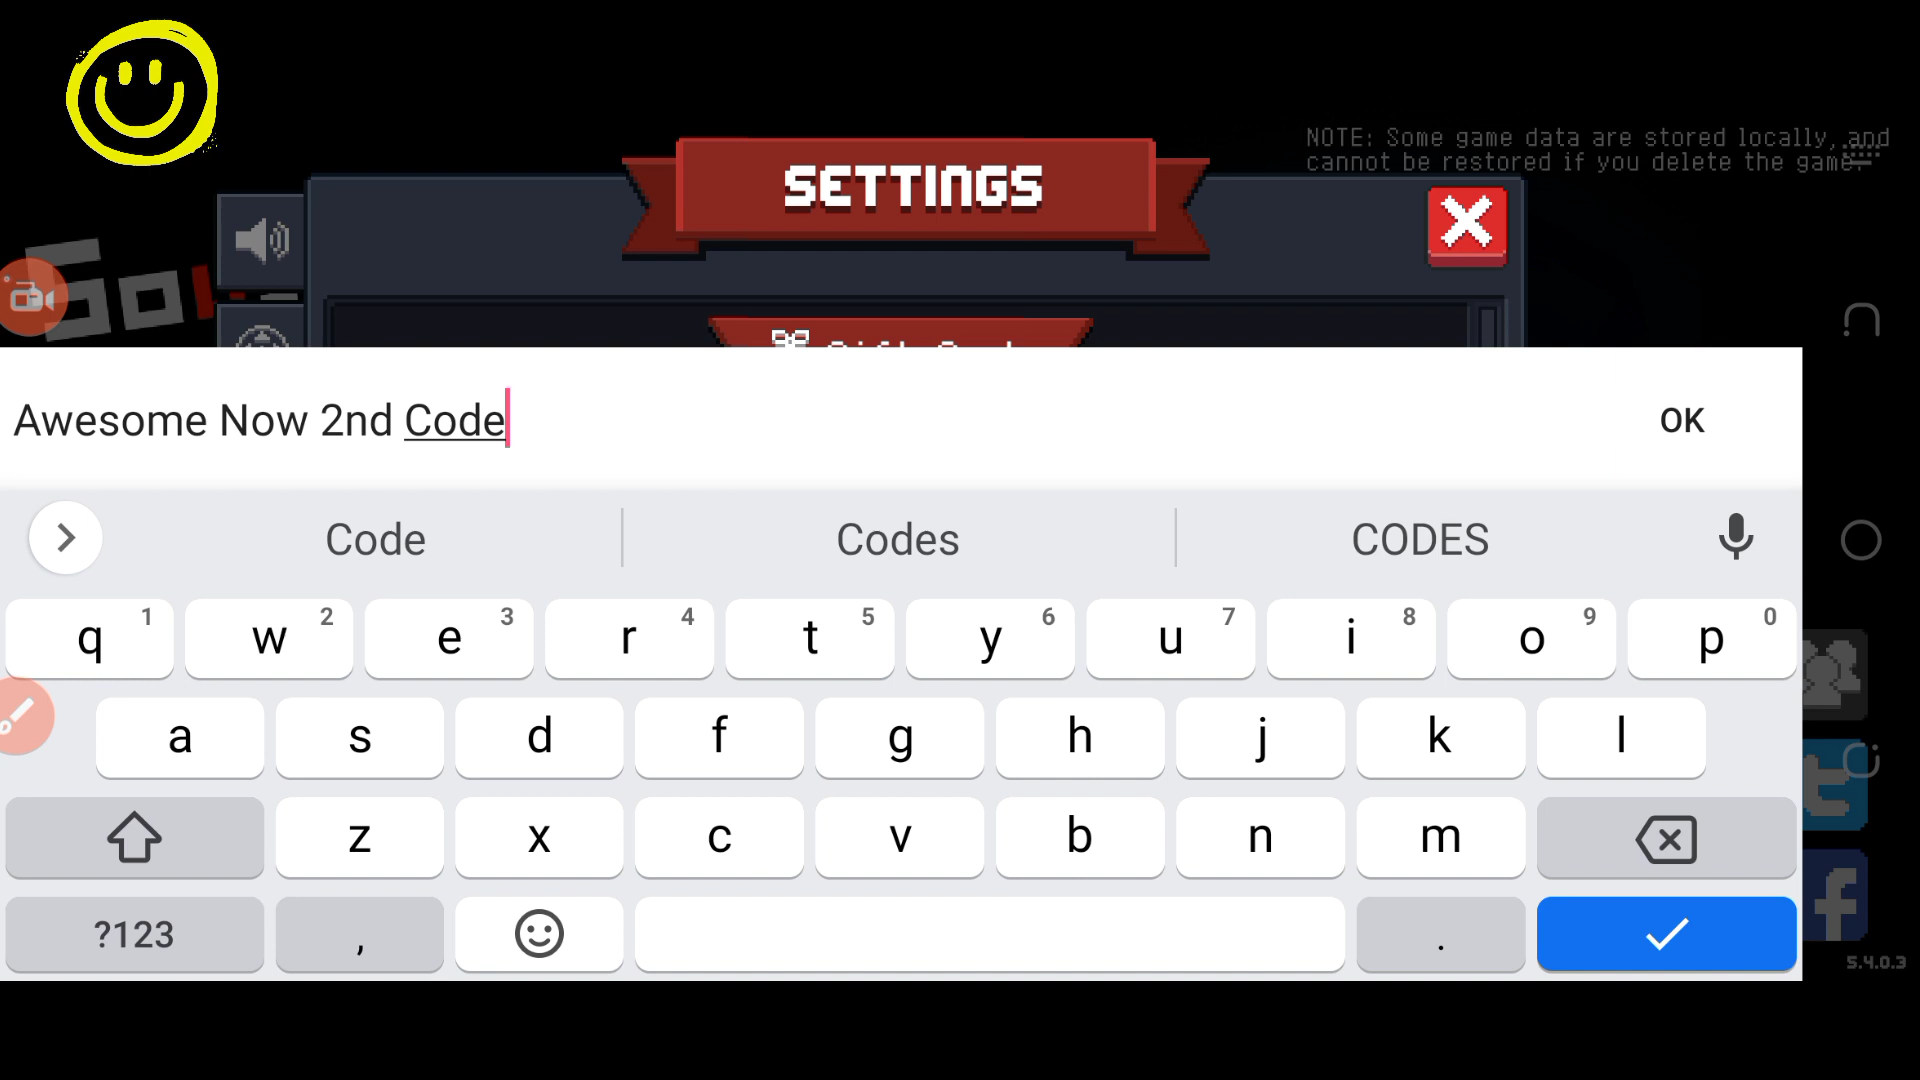 NOTE: Some game data are stored locally, and
cannot be restored if you delete the game.
SETTINGS
Awesome Now 2nd Code
OK
Code Codes CODES
q 1 w 2 e 3 r 4 t 5 y 6 u 7 i 8 o 9 p 0
a s d f g h j k l
z x c v b n m
?123 , .
5.4.0.3